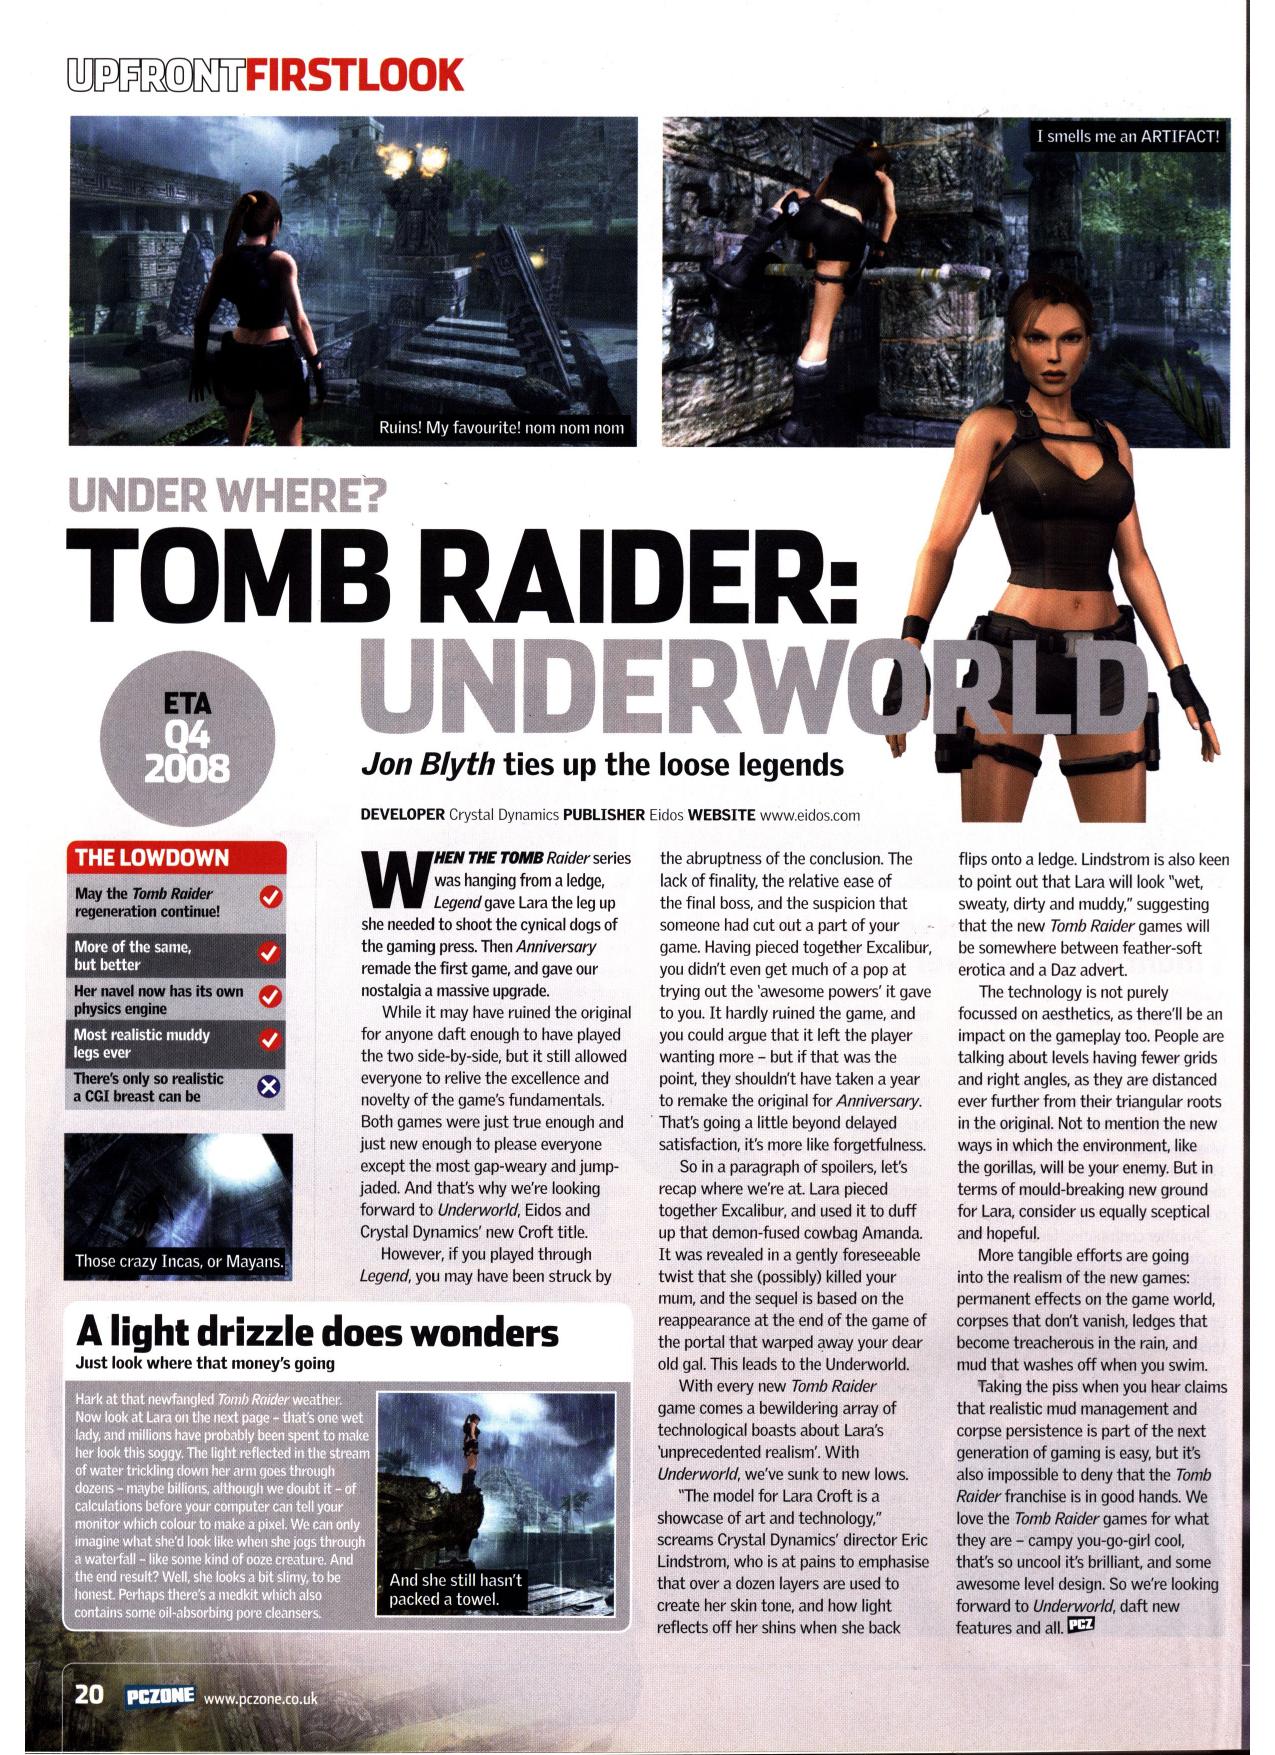 UPFRONTFIRSTLOOK
Ruins! My favourite! nom nom nom
I smells me an ARTIFACT!
UNDER WHERE?
TOMB RAIDER:
UNDERWORLD
ETA
Q4
2008
Jon Blyth ties up the loose legends
DEVELOPER Crystal Dynamics PUBLISHER Eidos WEBSITE www.eidos.com
THE LOWDOWN
May the Tomb Raider
regeneration continue!
More of the same,
but better
Her navel now has its own
physics engine
Most realistic muddy
legs ever
There's only so realistic
a CGI breast can be
Those crazy Incas, or Mayans.
WHEN THE TOMB Raider series
was hanging from a ledge,
Legend gave Lara the leg up
she needed to shoot the cynical dogs of
the gaming press. Then Anniversary
remade the first game, and gave our
nostalgia a massive upgrade.
While it may have ruined the original
for anyone daft enough to have played
the two side-by-side, but it still allowed
everyone to relive the excellence and
novelty of the game's fundamentals.
Both games were just true enough and
just new enough to please everyone
except the most gap-weary and jump-
jaded. And that's why we're looking
forward to Underworld, Eidos and
Crystal Dynamics' new Croft title.
However, if you played through
Legend, you may have been struck by
the abruptness of the conclusion. The
lack of finality, the relative ease of
the final boss, and the suspicion that
someone had cut out a part of your
game. Having pieced together Excalibur,
you didn't even get much of a pop at
trying out the 'awesome powers' it gave
to you. It hardly ruined the game, and
you could argue that it left the player
wanting more – but if that was the
point, they shouldn't have taken a year
to remake the original for Anniversary.
That's going a little beyond delayed
satisfaction, it's more like forgetfulness.
So in a paragraph of spoilers, let's
recap where we're at. Lara pieced
together Excalibur, and used it to duff
up that demon-fused cowbag Amanda.
It was revealed in a gently foreseeable
twist that she (possibly) killed your
mum, and the sequel is based on the
reappearance at the end of the game of
the portal that warped away your dear
old gal. This leads to the Underworld.
With every new Tomb Raider
game comes a bewildering array of
technological boasts about Lara's
'unprecedented realism'. With
Underworld, we've sunk to new lows.
"The model for Lara Croft is a
showcase of art and technology,"
screams Crystal Dynamics' director Eric
Lindstrom, who is at pains to emphasise
that over a dozen layers are used to
create her skin tone, and how light
reflects off her shins when she back
flips onto a ledge. Lindstrom is also keen
to point out that Lara will look "wet,
sweaty, dirty and muddy," suggesting
that the new Tomb Raider games will
be somewhere between feather-soft
erotica and a Daz advert.
The technology is not purely
focussed on aesthetics, as there'll be an
impact on the gameplay too. People are
talking about levels having fewer grids
and right angles, as they are distanced
ever further from their triangular roots
in the original. Not to mention the new
ways in which the environment, like
the gorillas, will be your enemy. But in
terms of mould-breaking new ground
for Lara, consider us equally sceptical
and hopeful.
More tangible efforts are going
into the realism of the new games:
permanent effects on the game world,
corpses that don't vanish, ledges that
become treacherous in the rain, and
mud that washes off when you swim.
Taking the piss when you hear claims
that realistic mud management and
corpse persistence is part of the next
generation of gaming is easy, but it's
also impossible to deny that the Tomb
Raider franchise is in good hands. We
love the Tomb Raider games for what
they are – campy you-go-girl cool,
that's so uncool it's brilliant, and some
awesome level design. So we're looking
forward to Underworld, daft new
features and all. PCZ
A light drizzle does wonders
Just look where that money's going
Hark at that newfangled Tomb Raider weather.
Now look at Lara on the next page – that's one wet
lady, and millions have probably been spent to make
her look this soggy. The light reflected in the stream
of water trickling down her arm goes through
dozens – maybe billions, although we doubt it – of
calculations before your computer can tell your
monitor which colour to make a pixel. We can only
imagine what she'd look like when she jogs through
a waterfall – like some kind of ooze creature. And
the end result? Well, she looks a bit slimy, to be
honest. Perhaps there's a medkit which also
contains some oil-absorbing pore cleansers.
And she still hasn't
packed a towel.
20 PCZONE www.pczone.co.uk